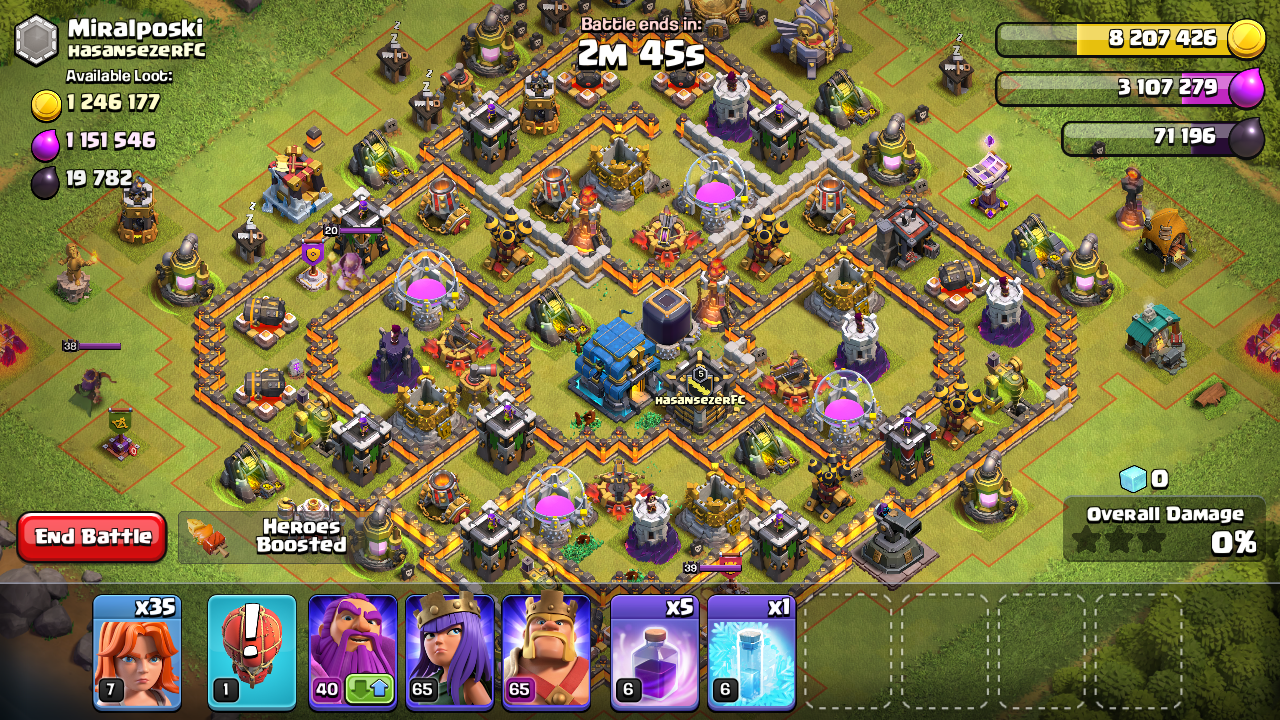 Miralposki
HasansezerFC
Available Loot:
1 246 177
1 151 546
19 782
Battle ends in:
2M 45s
8 207 426
3 107 279
71 196
20
38
5
HasansezerFC
39
End Battle
Heroes
Boosted
0
Overall Damage
0%
x35
7
1
40
65
65
x5
6
x1
6